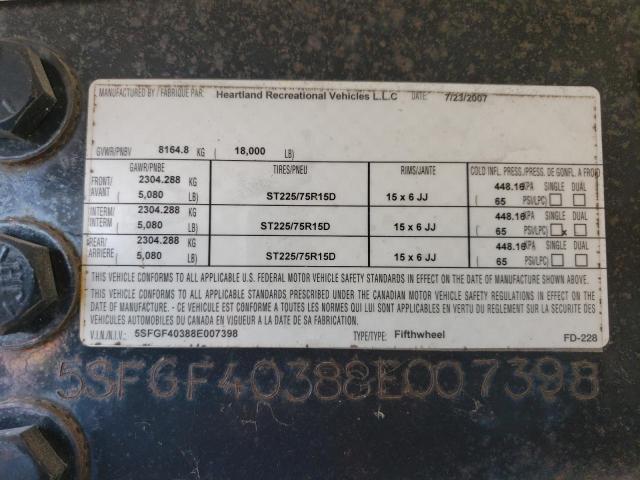 MANUFACTURED BY / FABRIQUE PAR: Heartland Recreational Vehicles L.L.C DATE: 7/23/2007
GVWR/PNBV 8164.8 KG ( 18,000 LB)
GAWR/PNBE TIRES/PNEU RIMS/JANTE COLD INFL. PRESS./PRESS. DE GONFL. A FROID
FRONT/ 2304.288 KG 448.16 KPA SINGLE DUAL
AVANT ( 5,080 LB) ST225/75R15D 15 x 6 JJ ( 65 PSI/LPC)
INTERM/ 2304.288 KG 448.16 KPA SINGLE DUAL
INTERM ( 5,080 LB) ST225/75R15D 15 x 6 JJ ( 65 PSI/LPC) x
REAR/ 2304.288 KG 448.16 KPA SINGLE DUAL
ARRIERE ( 5,080 LB) ST225/75R15D 15 x 6 JJ ( 65 PSI/LPC)
THIS VEHICLE CONFORMS TO ALL APPLICABLE U.S. FEDERAL MOTOR VEHICLE SAFETY STANDARDS IN EFFECT ON THE DATE OF MANUFACTURE SHOWN ABOVE.
THIS VEHICLE CONFORMS TO ALL APPLICABLE STANDARDS PRESCRIBED UNDER THE CANADIAN MOTOR VEHICLE SAFETY REGULATIONS IN EFFECT ON THE
DATE OF MANUFACTURE. - CE VEHICULE EST CONFORME A TOUTES LES NORMES QUI LUI SONT APPLICABLES EN VERTU DU REGLEMENT SUR LA SECURITE DES
VEHICULES AUTOMOBILES DU CANADA EN VIGUEUR A LA DATE DE SA FABRICATION.
V.I.N./N.I.V.: 5SFGF40388E007398 TYPE/TYPE: Fifthwheel FD-228
5SFGF40388E007398